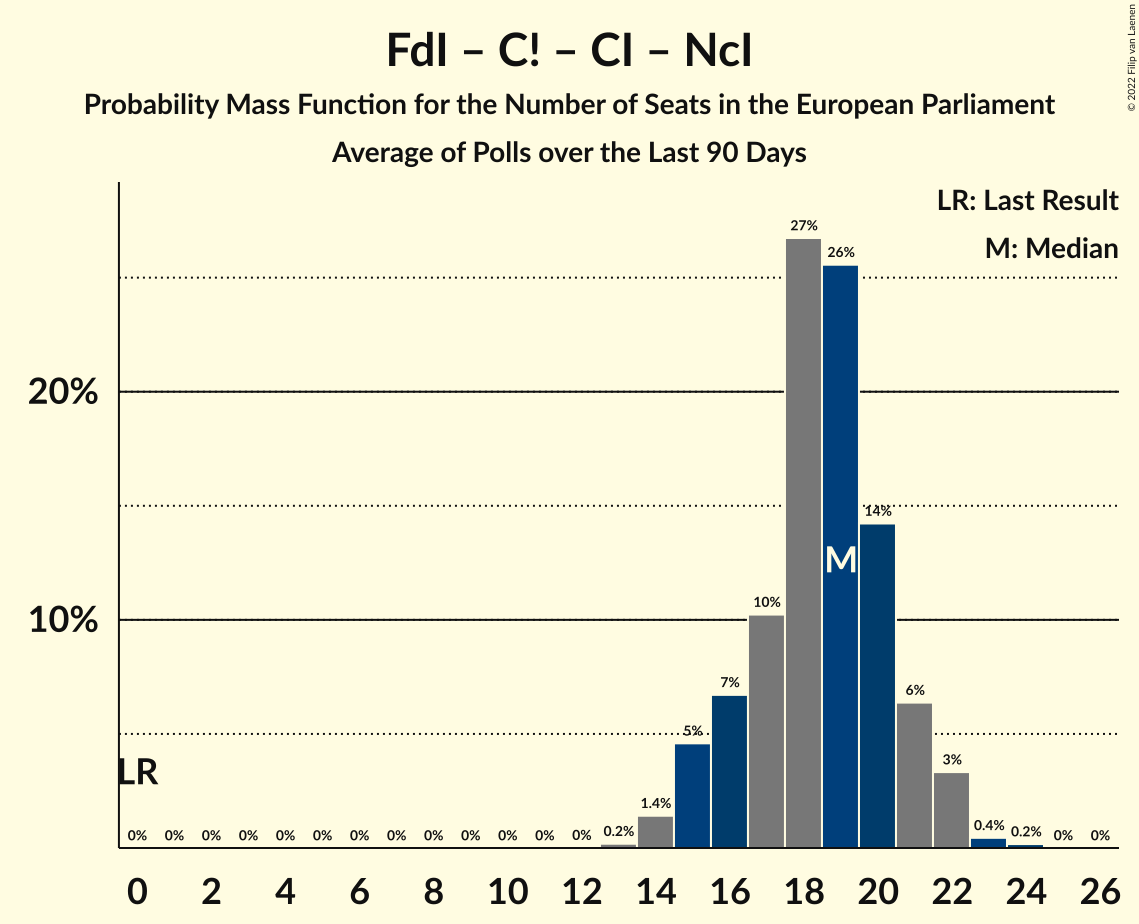 FdI – C! – CI – NcI
Probability Mass Function for the Number of Seats in the European Parliament
Average of Polls over the Last 90 Days
© 2022 Filip van Laenen
LR: Last Result
M: Median
20%
10%
LR
M
0% 0% 0% 0% 0% 0% 0% 0% 0% 0% 0% 0% 0% 0.2% 1.4% 5% 7% 10% 27% 26% 14% 6% 3% 0.4% 0.2% 0% 0%
0 2 4 6 8 10 12 14 16 18 20 22 24 26